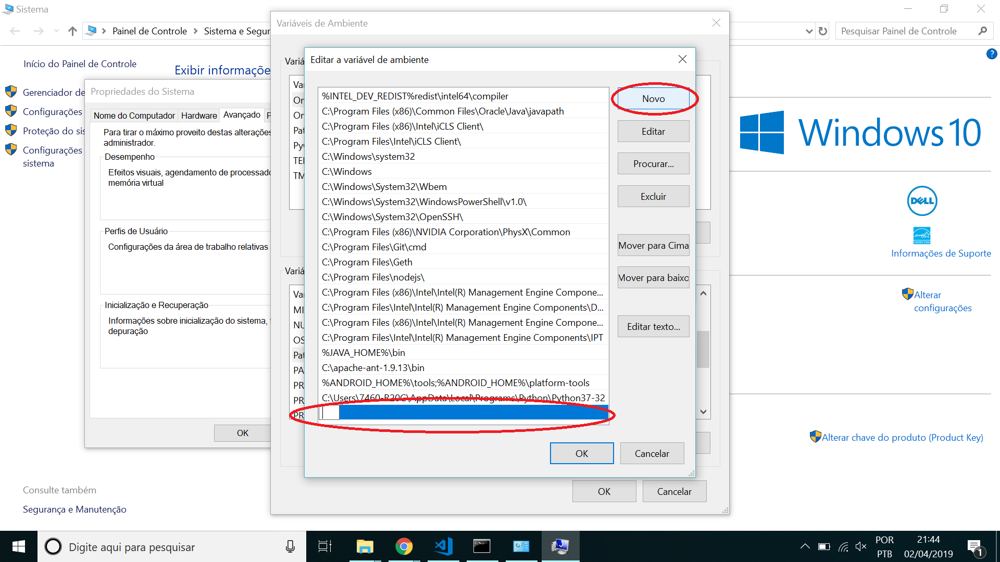 Sistema
Painel de Controle
Sistema e Segur
Pesquisar Painel de Controle
Início do Painel de Controle
Exibir informaçõe
Gerenciador de
Configurações
Proteção do sis
Configurações
sistema
Consulte também
Segurança e Manutenção
Propriedades do Sistema
Nome do Computador
Hardware
Avançado
P
Para tirar o máximo proveito destas alterações
administrador.
Desempenho
Efeitos visuais, agendamento de processado
memória virtual
Perfis de Usuário
Configurações da área de trabalho relativas
Inicialização e Recuperação
Informações sobre inicialização do sistema, f
depuração
OK
Variáveis de Ambiente
Variá
Va
On
On
Pat
PyC
TEI
TM
Variá
Va
MI
NU
OS
Pat
PA
PR
PR
PR
OK
Cancelar
Editar a variável de ambiente
%INTEL_DEV_REDIST%redist\intel64\compiler
C:\Program Files (x86)\Common Files\Oracle\Java\javapath
C:\Program Files (x86)\Intel\iCLS Client\
C:\Program Files\Intel\iCLS Client\
C:\Windows\system32
C:\Windows
C:\Windows\System32\Wbem
C:\Windows\System32\WindowsPowerShell\v1.0\
C:\Windows\System32\OpenSSH\
C:\Program Files (x86)\NVIDIA Corporation\PhysX\Common
C:\Program Files\Git\cmd
C:\Program Files\Geth
C:\Program Files\nodejs\
C:\Program Files (x86)\Intel\Intel(R) Management Engine Compone...
C:\Program Files\Intel\Intel(R) Management Engine Components\D...
C:\Program Files (x86)\Intel\Intel(R) Management Engine Compone...
C:\Program Files\Intel\Intel(R) Management Engine Components\IPT
%JAVA_HOME%\bin
C:\apache-ant-1.9.13\bin
%ANDROID_HOME%\tools;%ANDROID_HOME%\platform-tools
C:\Users\7460-R20C\AppData\Local\Programs\Python\Python37-32
Novo
Editar
Procurar...
Excluir
Mover para Cima
Mover para baixo
Editar texto...
OK
Cancelar
?
Windows 10
DELL
ENERGY STAR
Informações de Suporte
Alterar
configurações
Alterar chave do produto (Product Key)
Digite aqui para pesquisar
POR
PTB
21:44
02/04/2019
1